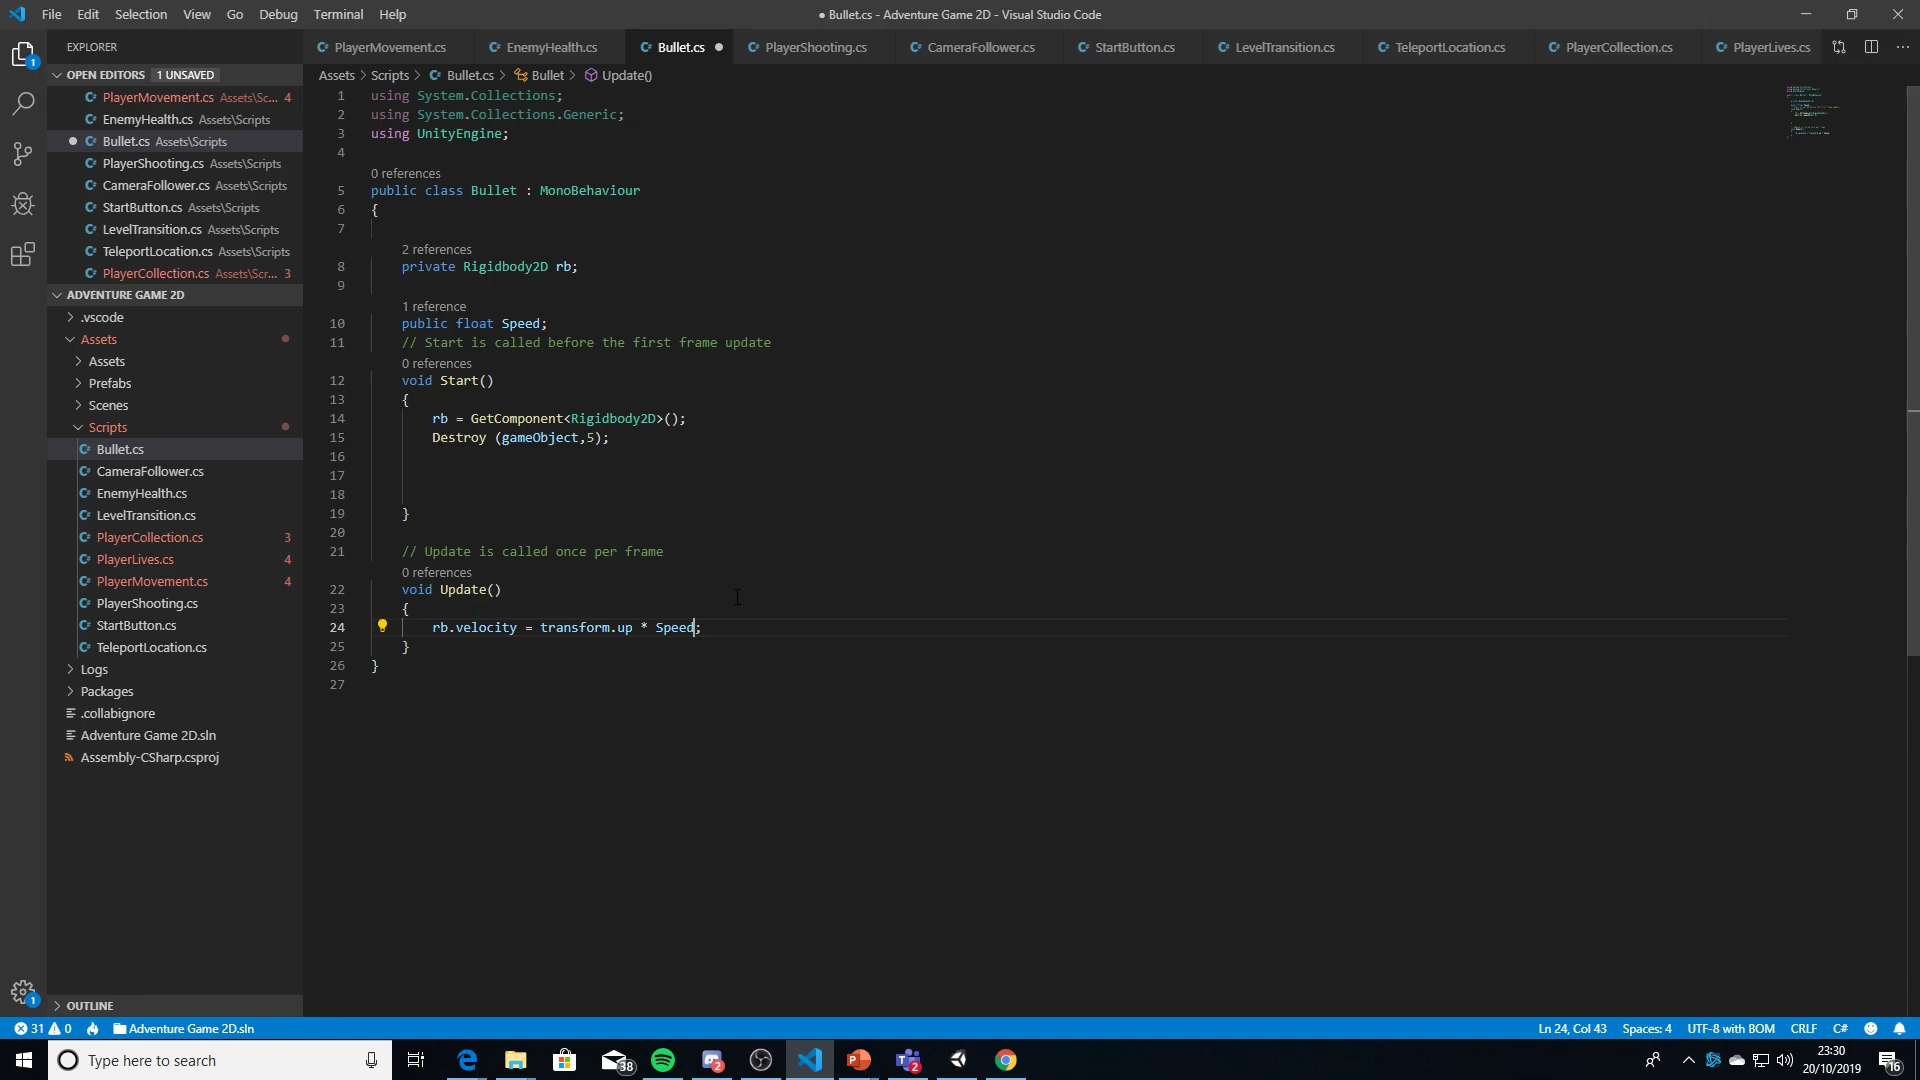 File Edit Selection View Go Debug Terminal Help
● Bullet.cs - Adventure Game 2D - Visual Studio Code
EXPLORER
PlayerMovement.cs EnemyHealth.cs Bullet.cs PlayerShooting.cs CameraFollower.cs StartButton.cs LevelTransition.cs TeleportLocation.cs PlayerCollection.cs PlayerLives.cs
OPEN EDITORS 1 UNSAVED
PlayerMovement.cs Assets\Sc... 4
EnemyHealth.cs Assets\Scripts
Bullet.cs Assets\Scripts
PlayerShooting.cs Assets\Scripts
CameraFollower.cs Assets\Scripts
StartButton.cs Assets\Scripts
LevelTransition.cs Assets\Scripts
TeleportLocation.cs Assets\Scripts
PlayerCollection.cs Assets\Scr... 3
ADVENTURE GAME 2D
.vscode
Assets
Assets
Prefabs
Scenes
Scripts
Bullet.cs
CameraFollower.cs
EnemyHealth.cs
LevelTransition.cs
PlayerCollection.cs 3
PlayerLives.cs 4
PlayerMovement.cs 4
PlayerShooting.cs
StartButton.cs
TeleportLocation.cs
Logs
Packages
.collabignore
Adventure Game 2D.sln
Assembly-CSharp.csproj
OUTLINE
Assets > Scripts > Bullet.cs > Bullet > Update()
1 using System.Collections;
2 using System.Collections.Generic;
3 using UnityEngine;
4
0 references
5 public class Bullet : MonoBehaviour
6 {
7
2 references
8 private Rigidbody2D rb;
9
1 reference
10 public float Speed;
11 // Start is called before the first frame update
0 references
12 void Start()
13 {
14 rb = GetComponent<Rigidbody2D>();
15 Destroy (gameObject,5);
16
17
18
19 }
20
21 // Update is called once per frame
0 references
22 void Update()
23 {
24 rb.velocity = transform.up * Speed;
25 }
26 }
27
1
1
31 0 Adventure Game 2D.sln
Ln 24, Col 43 Spaces: 4 UTF-8 with BOM CRLF C#
Type here to search
38
2
2
23:30
20/10/2019
16